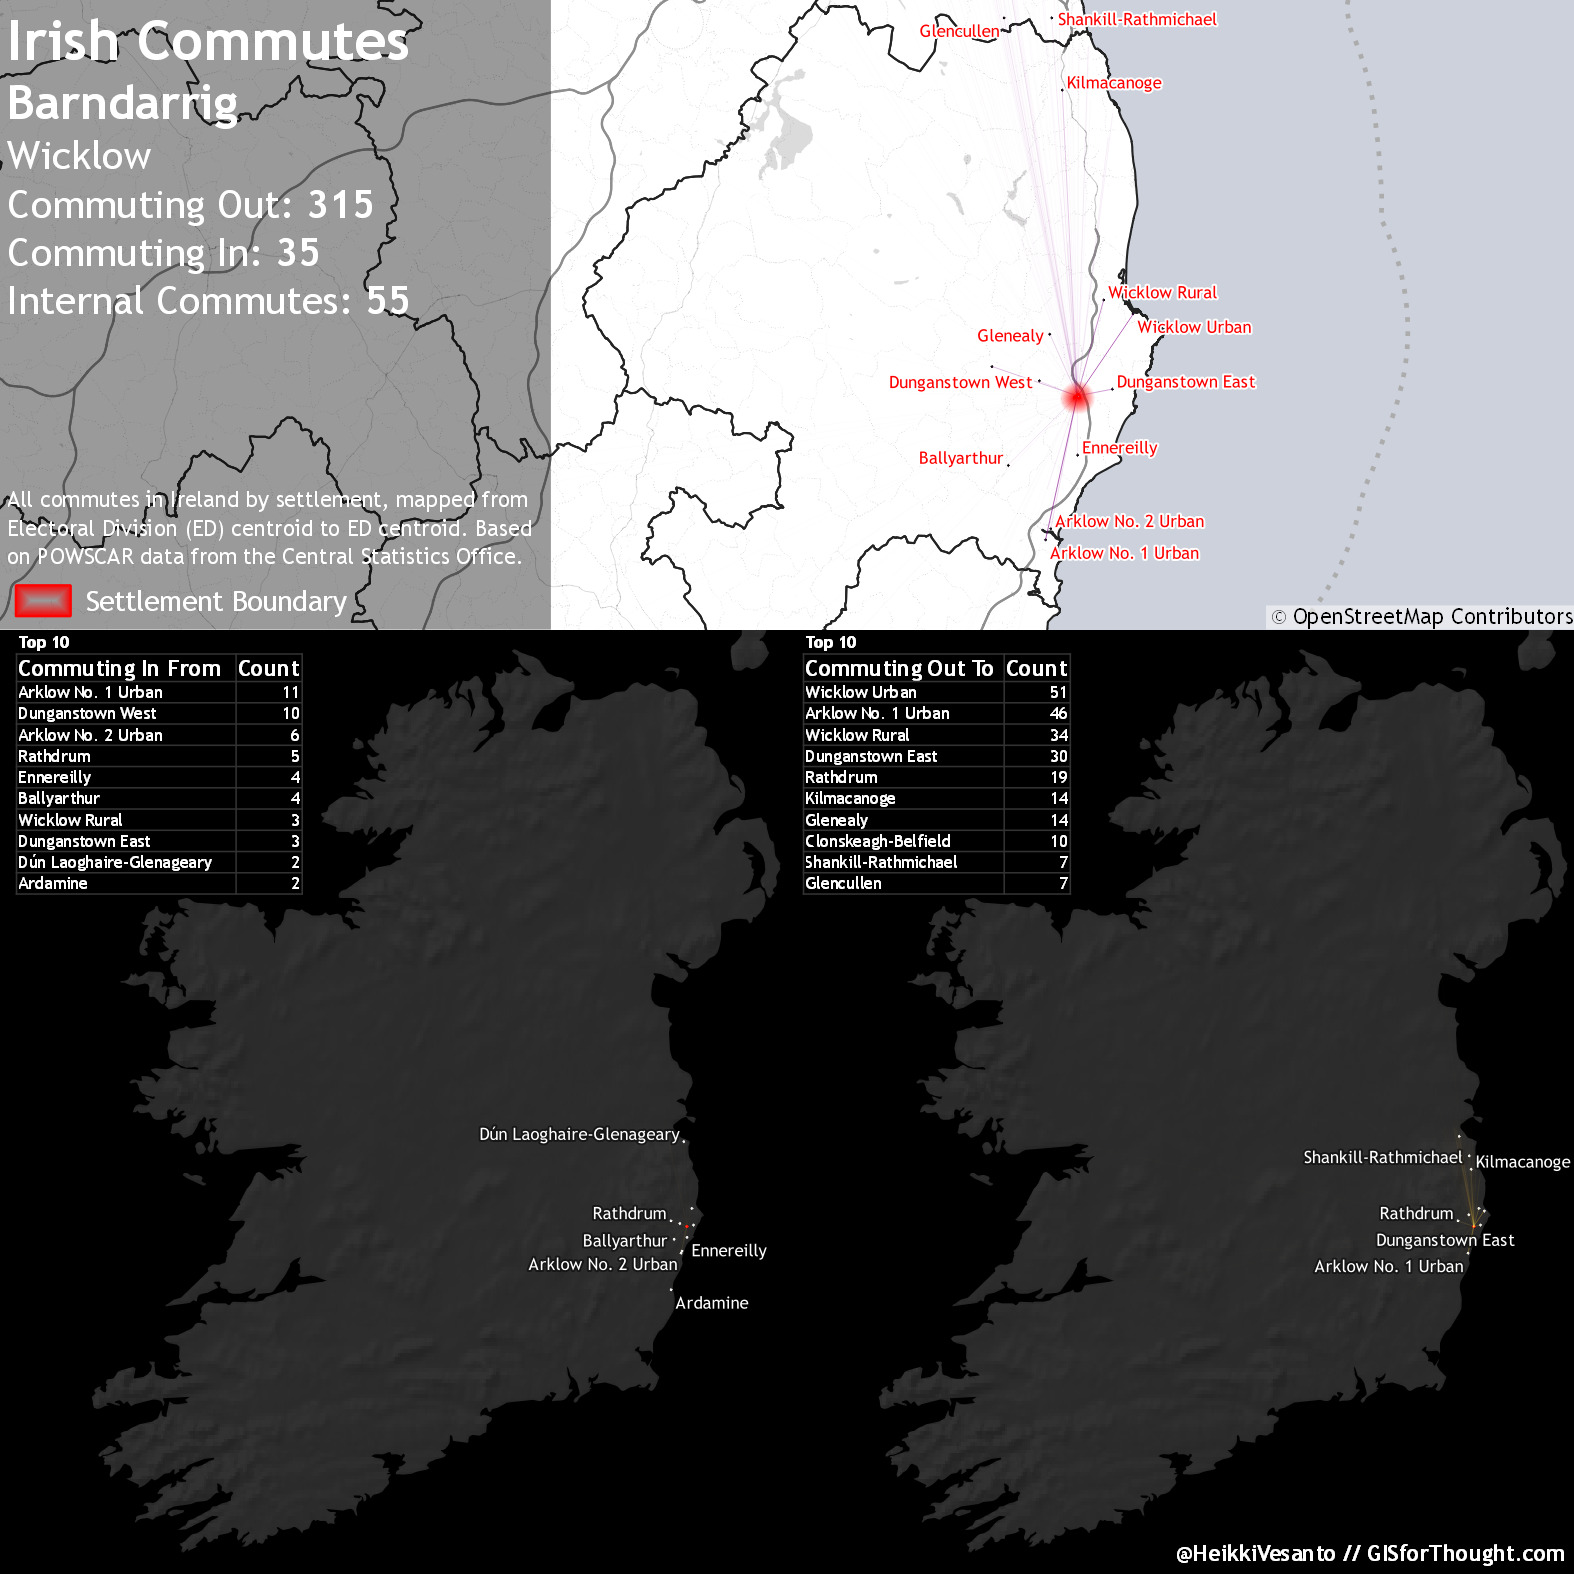 Irish Commutes
Barndarrig
Wicklow
Commuting Out: 315
Commuting In: 35
Internal Commutes: 55
All commutes in Ireland by settlement, mapped from
Electoral Division (ED) centroid to ED centroid. Based
on POWSCAR data from the Central Statistics Office.
Settlement Boundary
Glencullen
Shankill-Rathmichael
Kilmacanoge
Wicklow Rural
Wicklow Urban
Glenealy
Dunganstown West
Dunganstown East
Ennereilly
Ballyarthur
Arklow No. 2 Urban
Arklow No. 1 Urban
© OpenStreetMap Contributors
Top 10
Commuting In From Count
Arklow No. 1 Urban 11
Dunganstown West 10
Arklow No. 2 Urban 6
Rathdrum 5
Ennereilly 4
Ballyarthur 4
Wicklow Rural 3
Dunganstown East 3
Dún Laoghaire-Glenageary 2
Ardamine 2
Dún Laoghaire-Glenageary
Rathdrum
Ballyarthur
Ennereilly
Arklow No. 2 Urban
Ardamine
Top 10
Commuting Out To Count
Wicklow Urban 51
Arklow No. 1 Urban 46
Wicklow Rural 34
Dunganstown East 30
Rathdrum 19
Kilmacanoge 14
Glenealy 14
Clonskeagh-Belfield 10
Shankill-Rathmichael 7
Glencullen 7
Shankill-Rathmichael
Kilmacanoge
Rathdrum
Dunganstown East
Arklow No. 1 Urban
@HeikkiVesanto // GISforThought.com